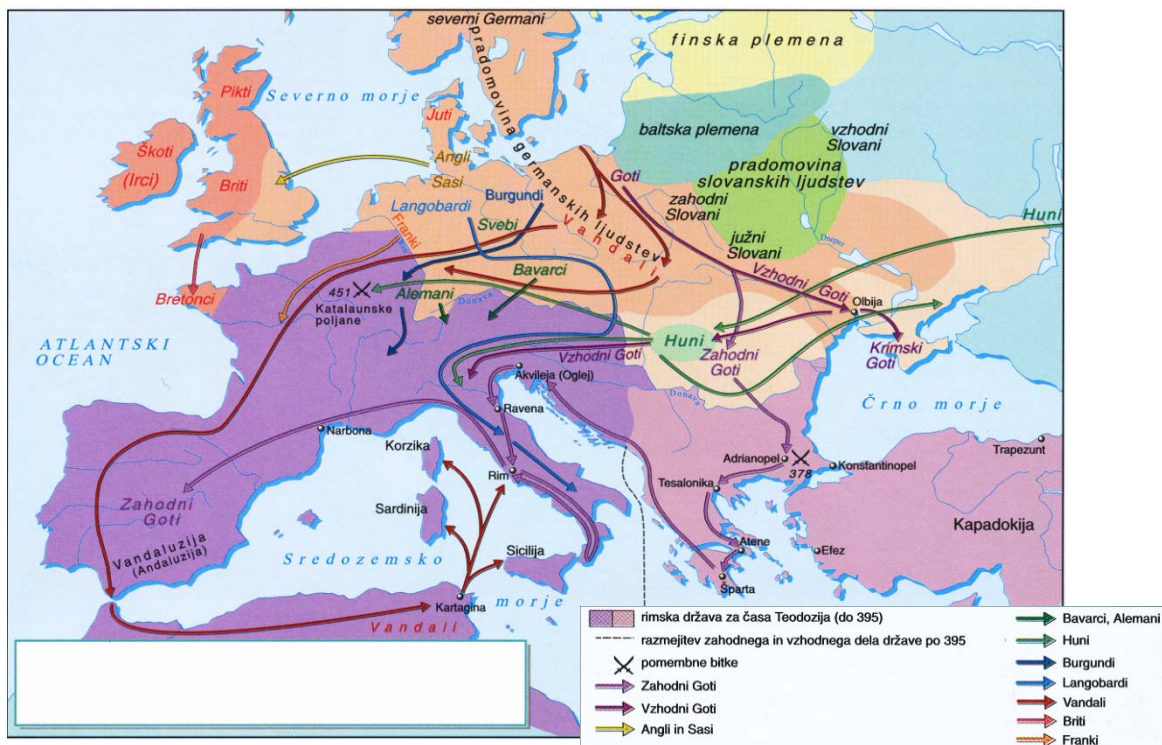 severni Germani
pradomovina germanskih ljudstev
finska plemena
Pikti
Severno morje
Juti
baltska plemena
vzhodni
Slovani
Škoti
(Irci)
Angli
Sasi
Goti
pradomovina
slovanskih ljudstev
Briti
Burgundi
Langobardi
zahodni
Slovani
Svebi
Vandali
Huni
Franki
južni
Slovani
Dneper
Bavarci
Vzhodni Goti
Bretonci
451
Alemani
Donava
Olbija
Katalaunske
poljane
ATLANTSKI
OCEAN
Huni
Vzhodni Goti
Zahodni
Goti
Krimski
Goti
Akvileja (Oglej)
Donava
Ravena
Črno morje
Narbona
Korzika
Adrianopel
378
Konstantinopel
Trapezunt
Rim
Tesalonika
Zahodni
Goti
Sardinija
Kapadokija
Vandaluzija
(Andaluzija)
Sredozemsko
morje
Sicilija
Atene
Efez
Šparta
Kartagina
Vandali
rimska država za časa Teodozija (do 395)
razmejitev zahodnega in vzhodnega dela države po 395
pomembne bitke
Zahodni Goti
Vzhodni Goti
Angli in Sasi
Bavarci, Alemani
Huni
Burgundi
Langobardi
Vandali
Briti
Franki